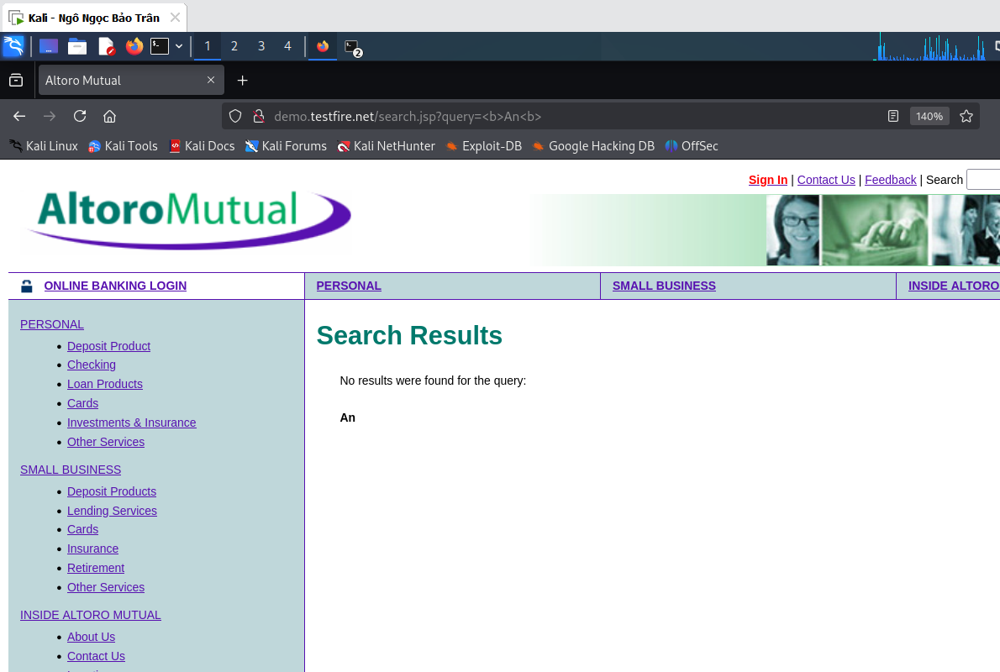 Kali - Ngô Ngọc Bảo Trân
1 2 3 4 2
Altoro Mutual
demo.testfire.net/search.jsp?query=<b>An<b> 140%
Kali Linux Kali Tools Kali Docs Kali Forums Kali NetHunter Exploit-DB Google Hacking DB OffSec
Sign In | Contact Us | Feedback | Search
AltoroMutual
ONLINE BANKING LOGIN PERSONAL SMALL BUSINESS INSIDE ALTORO
PERSONAL
Deposit Product
Checking
Loan Products
Cards
Investments & Insurance
Other Services
SMALL BUSINESS
Deposit Products
Lending Services
Cards
Insurance
Retirement
Other Services
INSIDE ALTORO MUTUAL
About Us
Contact Us
Search Results
No results were found for the query:
An